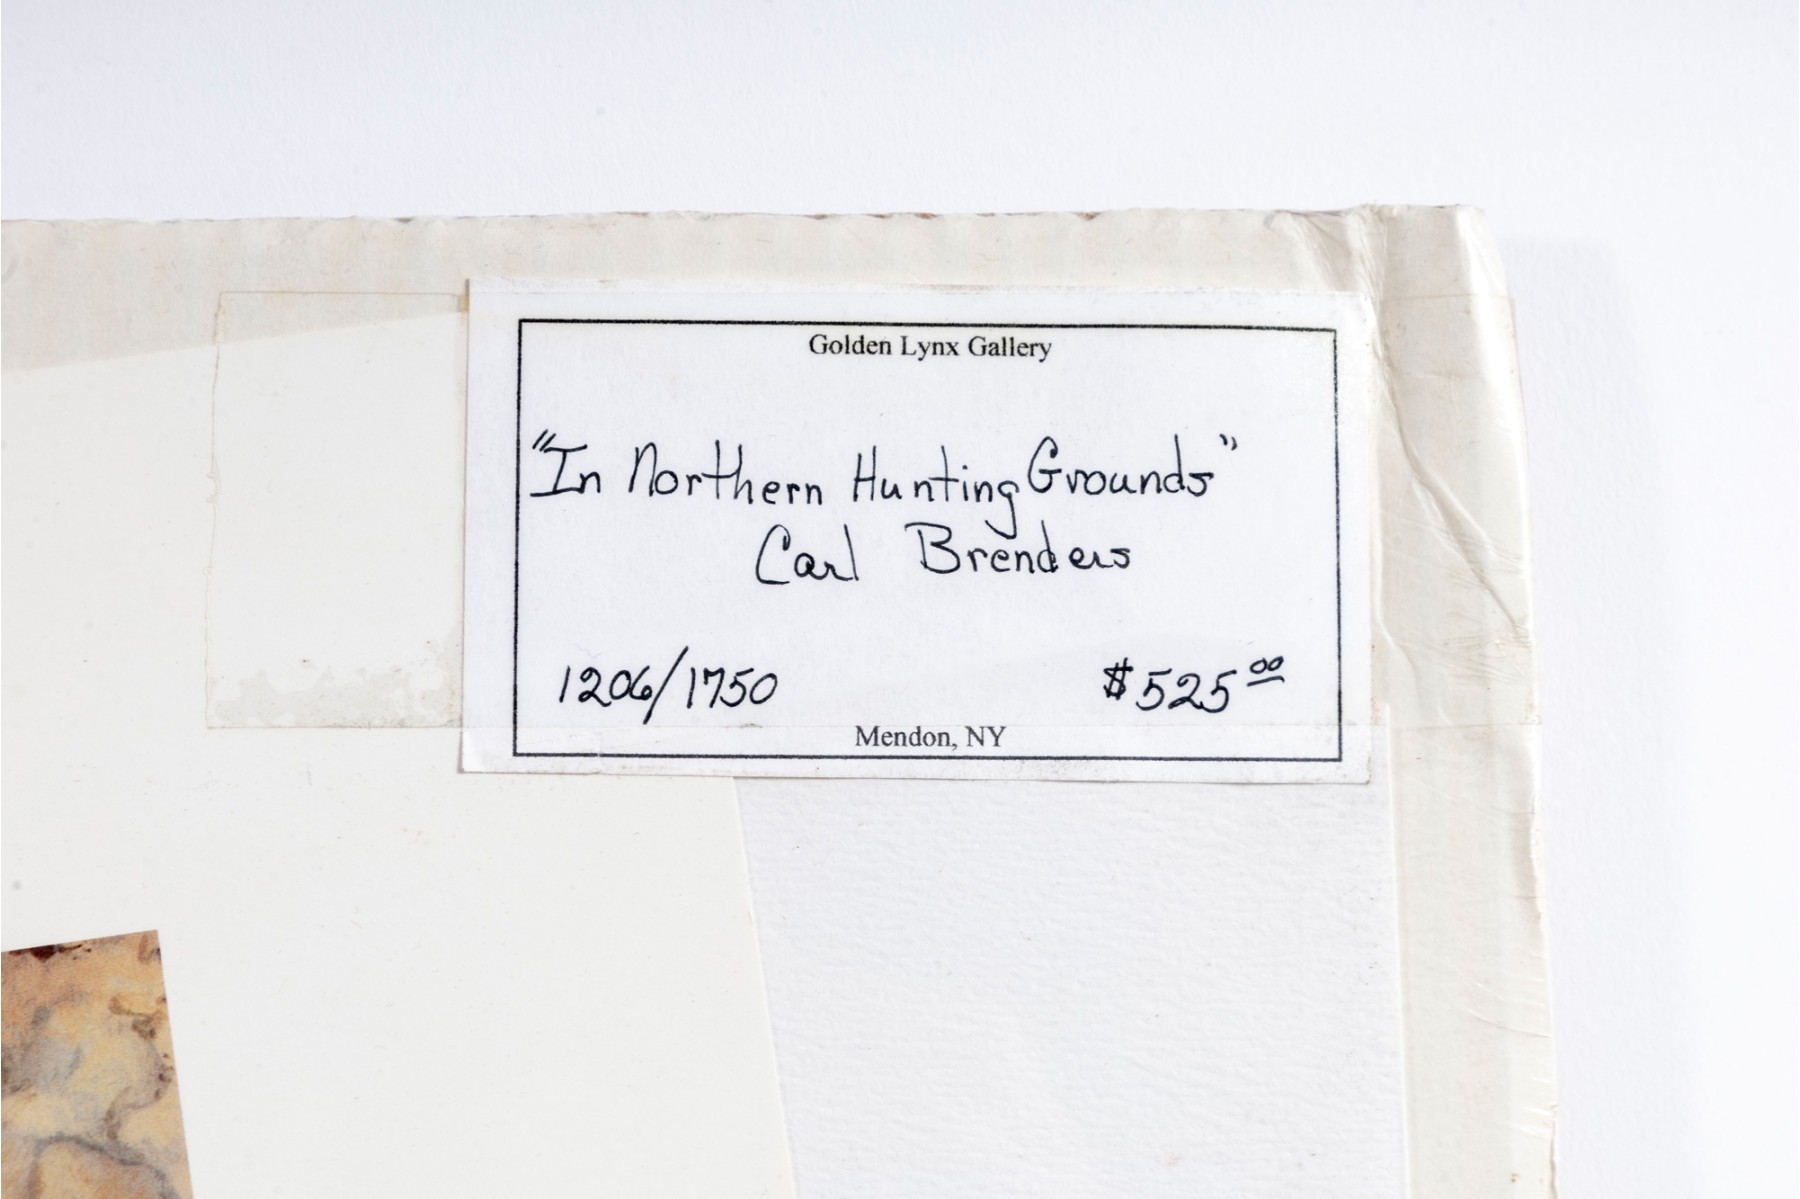 Golden Lynx Gallery
"In Northern Hunting Grounds"
Carl Brenders
1206/1750 $525.00
Mendon, NY